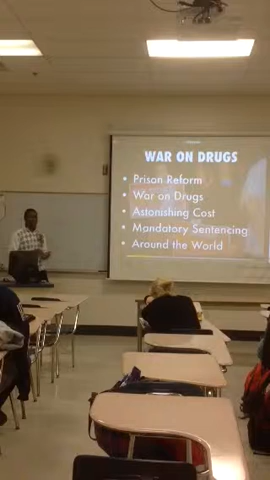 WAR ON DRUGS
• Prison Reform
• War on Drugs
• Astonishing Cost
• Mandatory Sentencing
• Around the World